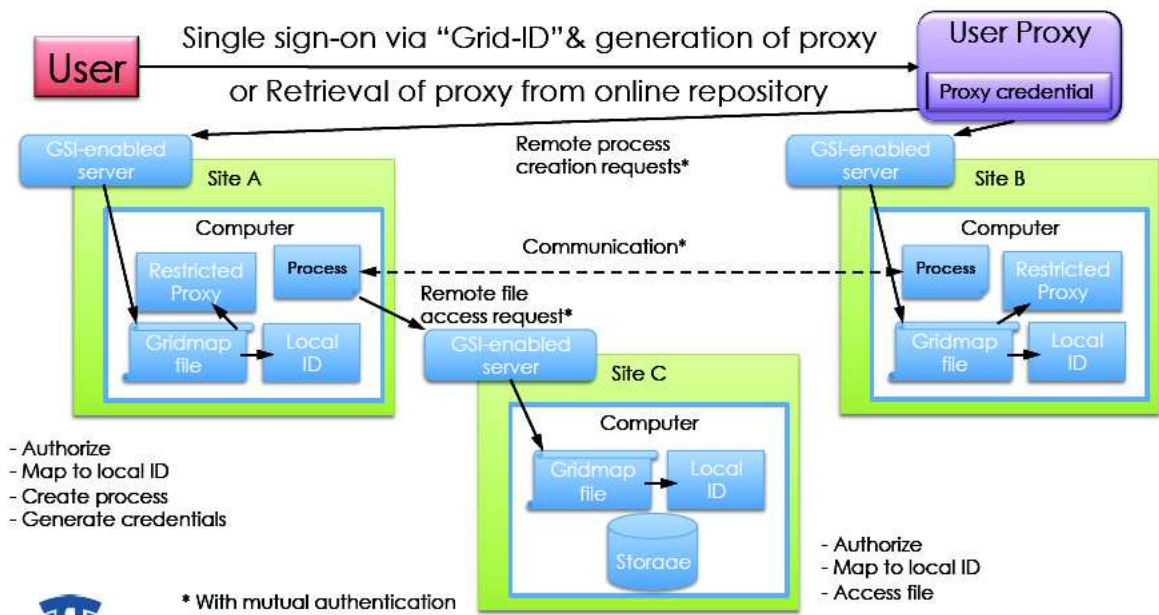 Single sign-on via “Grid-ID”& generation of proxy
User
or Retrieval of proxy from online repository
User Proxy
Proxy credential
GSI-enabled
server
Site A
Computer
Restricted
Proxy
Process
Gridmap
file
Local
ID
Remote process
creation requests*
Communication*
Remote file
access request*
GSI-enabled
server
Site B
Computer
Process
Restricted
Proxy
Gridmap
file
Local
ID
GSI-enabled
server
Site C
Computer
Gridmap
file
Local
ID
Storage
- Authorize
- Map to local ID
- Create process
- Generate credentials
- Authorize
- Map to local ID
- Access file
* With mutual authentication